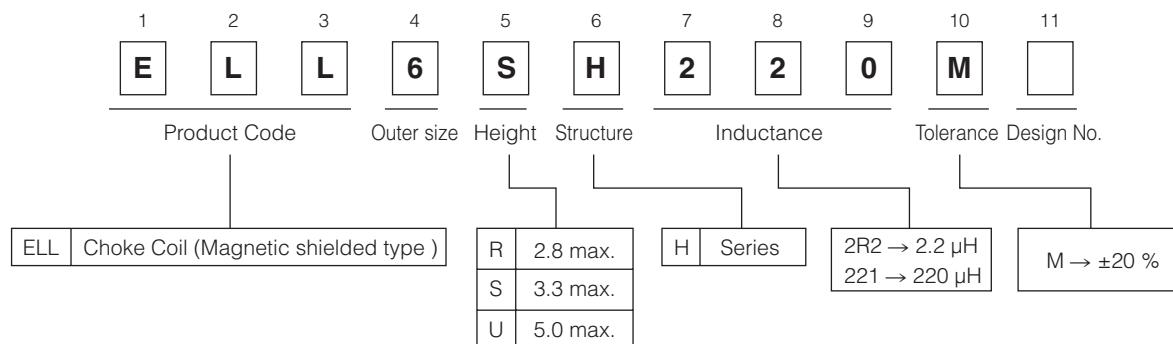 1 2 3 4 5 6 7 8 9 10 11
E L L 6 S H 2 2 0 M
Product Code Outer size Height Structure Inductance Tolerance Design No.
ELL Choke Coil (Magnetic shielded type )
R 2.8 max.
S 3.3 max.
U 5.0 max.
H Series
2R2 → 2.2 µH
221 → 220 µH
M → ±20 %